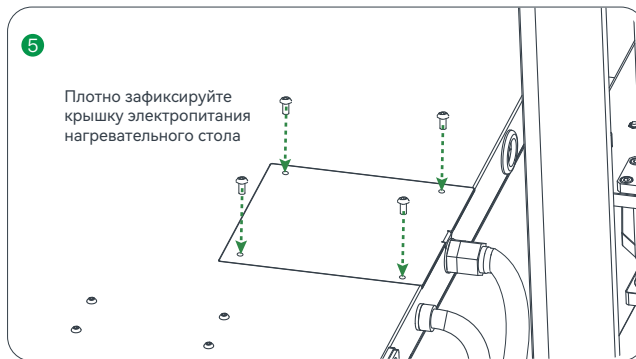 5
Плотно зафиксируйте
крышку электропитания
нагревательного стола